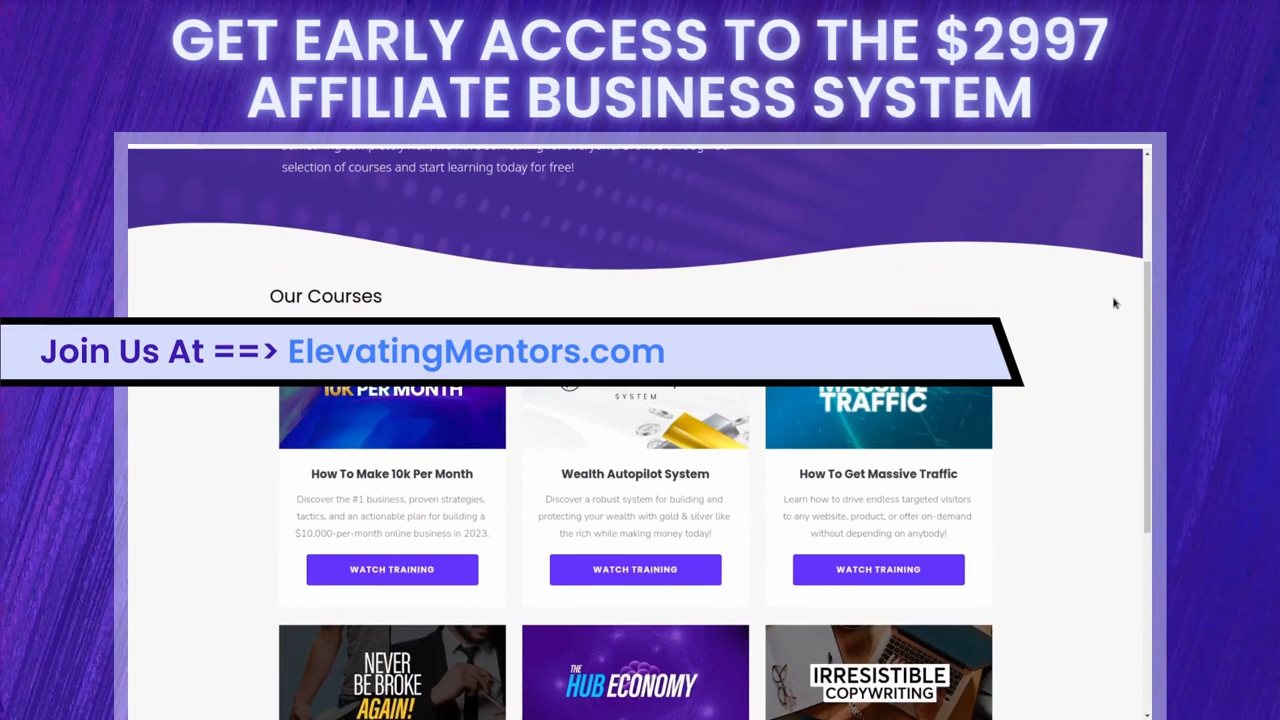 GET EARLY ACCESS TO THE $2997
AFFILIATE BUSINESS SYSTEM
selection of courses and start learning today for free!
Our Courses
Join Us At ==> ElevatingMentors.com
10K PER MONTH
SYSTEM
MASSIVE
TRAFFIC
How To Make 10k Per Month
Discover the #1 business, proven strategies,
tactics, and an actionable plan for building a
$10,000-per-month online business in 2023.
WATCH TRAINING
Wealth Autopilot System
Discover a robust system for building and
protecting your wealth with gold & silver like
the rich while making money today!
WATCH TRAINING
How To Get Massive Traffic
Learn how to drive endless targeted visitors
to any website, product, or offer on-demand
without depending on anybody!
WATCH TRAINING
NEVER
BE BROKE
AGAIN!
THE
HUB ECONOMY
IRRESISTIBLE
COPYWRITING